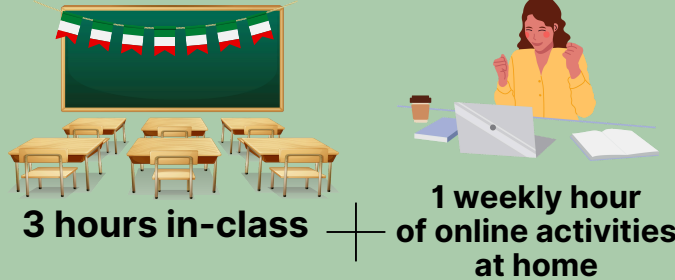 3 hours in-class
1 weekly hour
of online activities
at home